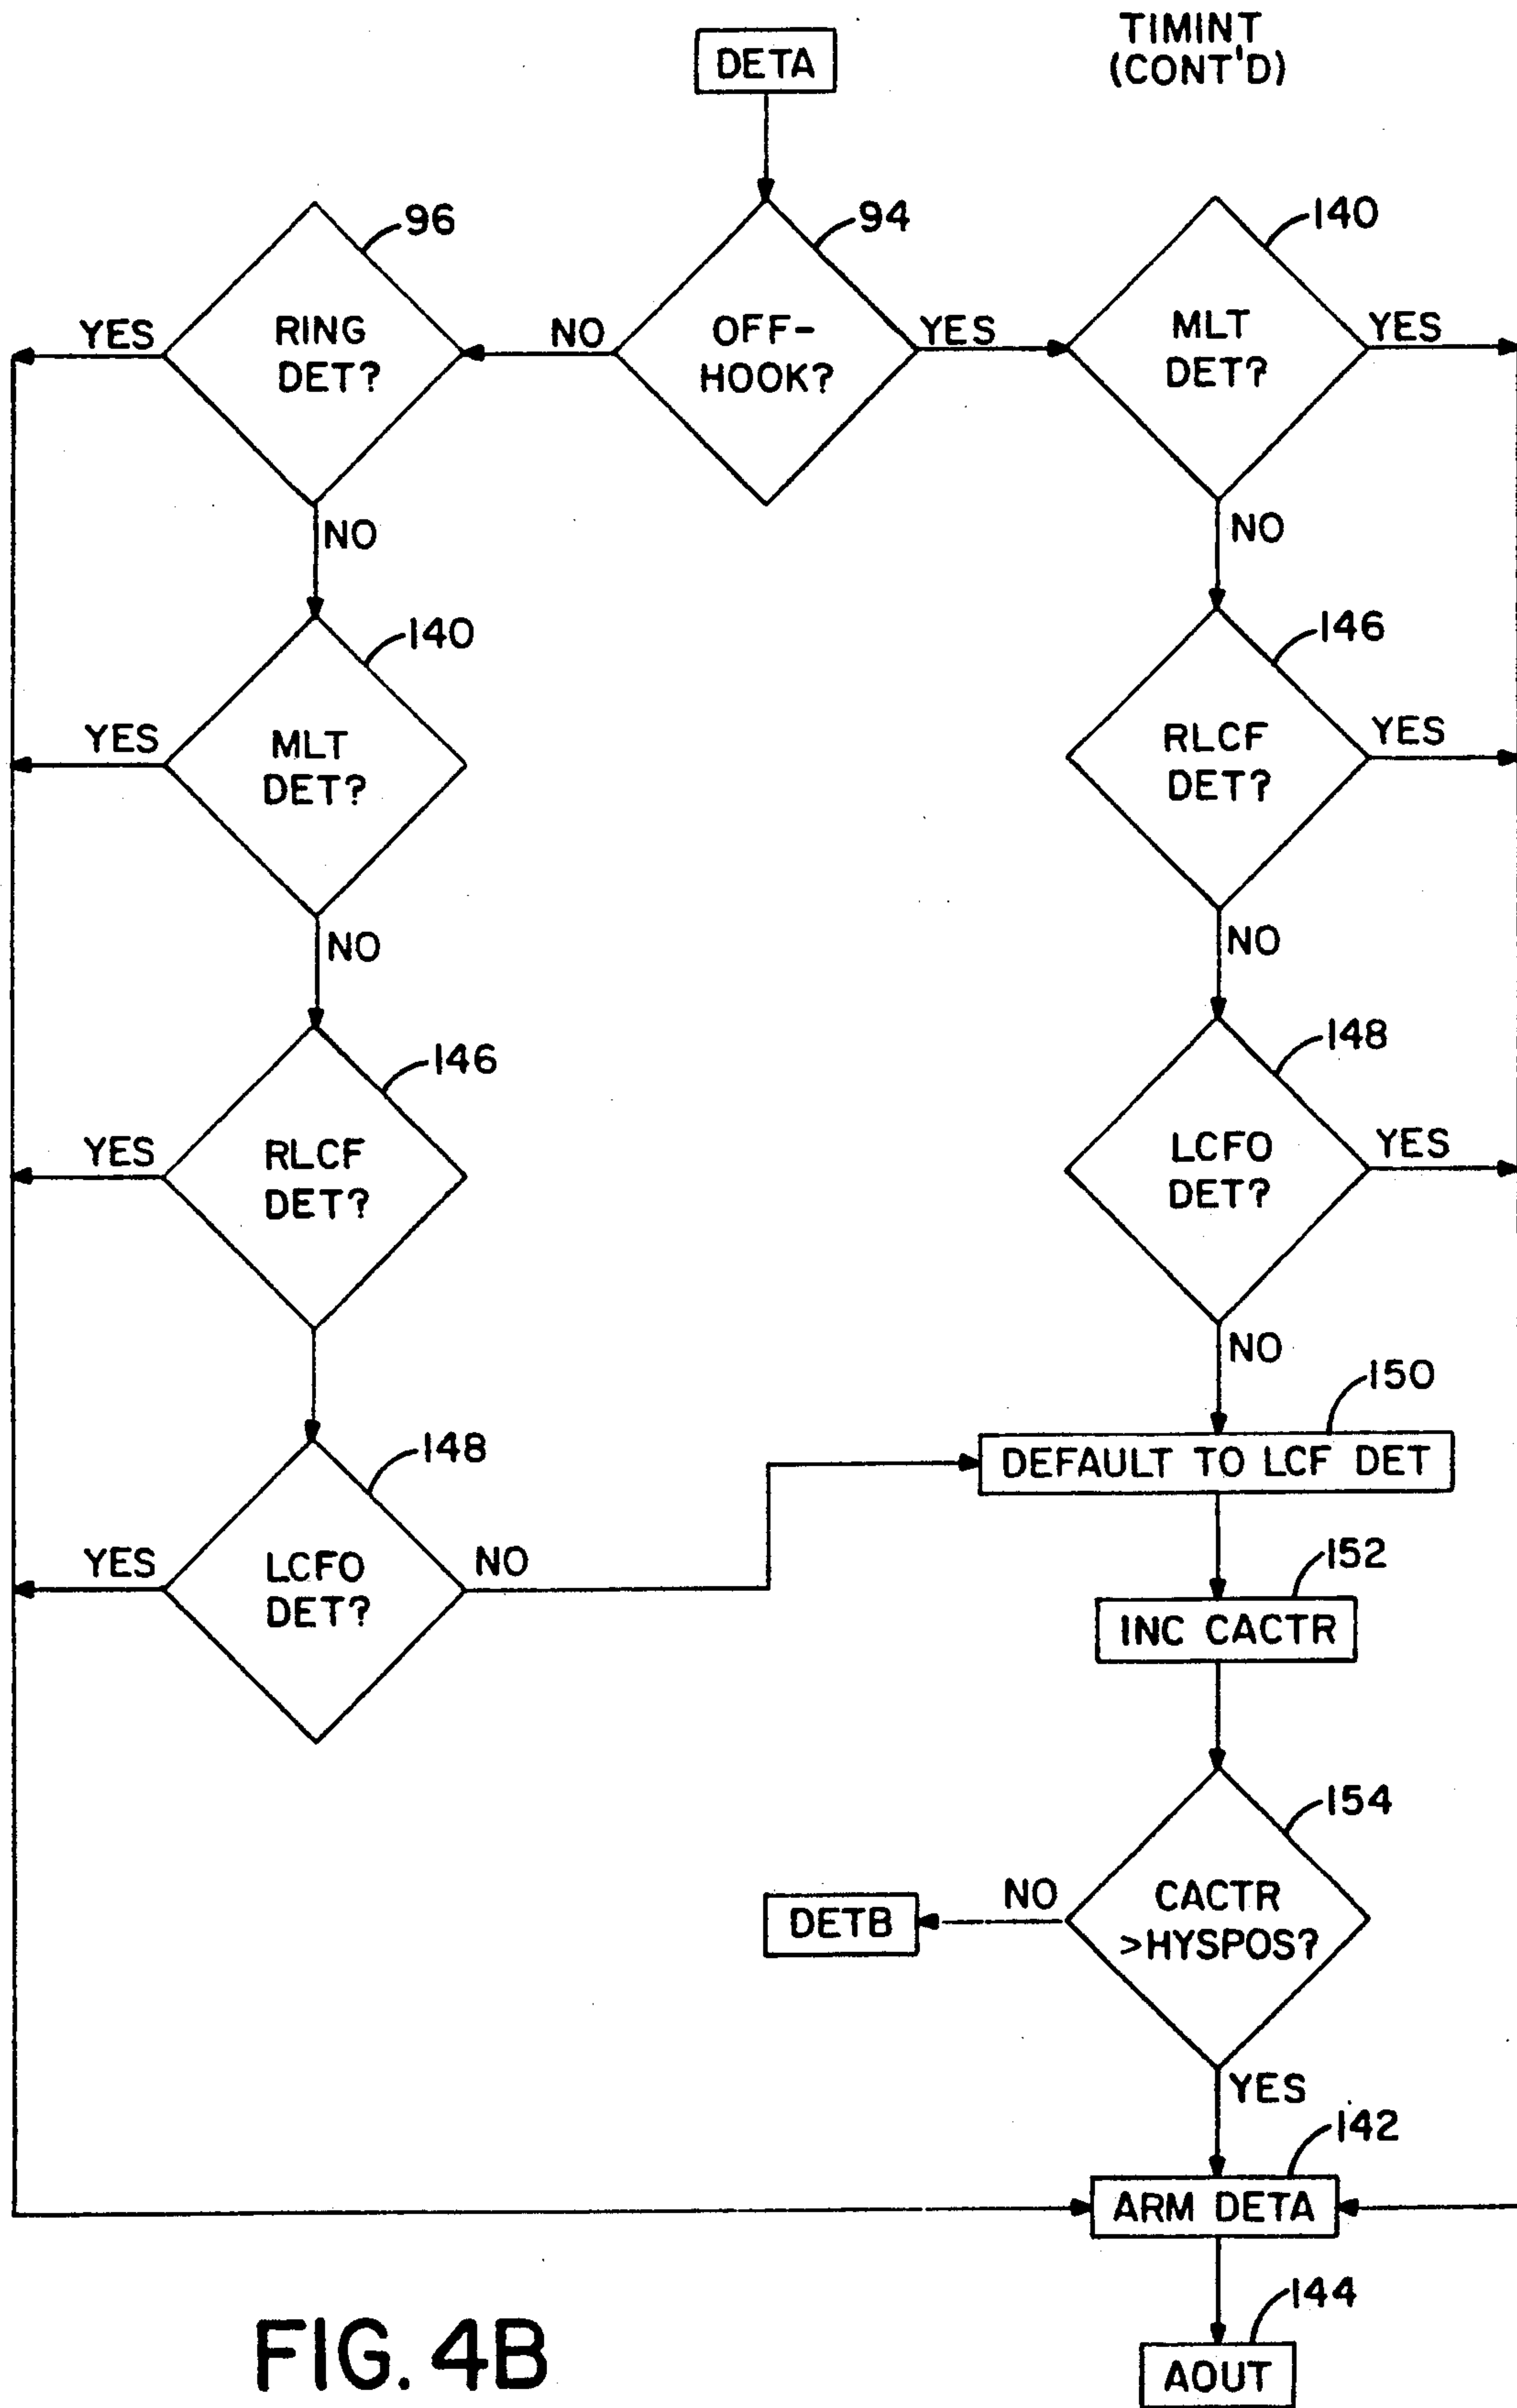 TIMINT
(CONT'D)
DETA
96
94
140
YES
RING
DET?
NO
OFF-
HOOK?
YES
MLT
DET?
YES
NO
NO
140
146
YES
MLT
DET?
RLCF
DET?
YES
NO
NO
146
148
YES
RLCF
DET?
LCFO
DET?
YES
NO
150
148
DEFAULT TO LCF DET
YES
LCFO
DET?
NO
152
INC CACTR
154
DETB
NO
CACTR
>HYSPOS?
YES
142
ARM DETA
144
AOUT
FIG. 4B